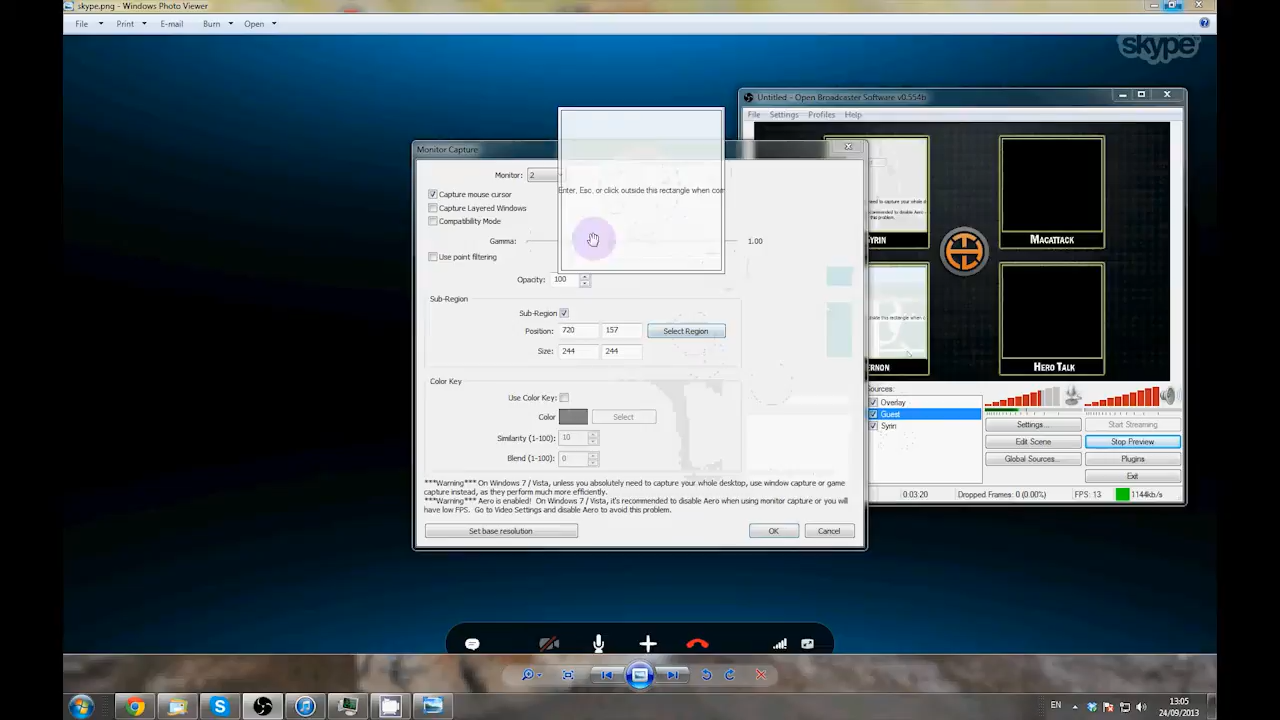 skype.png - Windows Photo Viewer
File Print E-mail Burn Open
skype
Untitled - Open Broadcaster Software v0.554b
File Settings Profiles Help
Monitor Capture
Monitor: 2
Enter, Esc, or click outside this rectangle when com
Capture mouse cursor
Capture Layered Windows
Compatibility Mode
Gamma: 1.00
Use point filtering
Opacity: 100
Sub-Region
Sub-Region
Position: 720 157 Select Region
Size: 244 244
Color Key
Use Color Key:
Color Select
Similarity (1-100): 10
Blend (1-100): 0
***Warning*** On Windows 7 / Vista, unless you absolutely need to capture your whole desktop, use window capture or game
capture instead, as they perform much more efficiently.
***Warning*** Aero is enabled! On Windows 7 / Vista, it's recommended to disable Aero when using monitor capture or you will
have low FPS. Go to Video Settings and disable Aero to avoid this problem.
Set base resolution OK Cancel
YRIN
MACATTACK
ERNON
HERO TALK
ources:
Overlay
Guest
Syrin
Settings... Start Streaming
Edit Scene Stop Preview
Global Sources... Plugins
Exit
0:03:20 Dropped Frames: 0 (0.00%) FPS: 13 1144kb/s
EN
13:05
24/09/2013